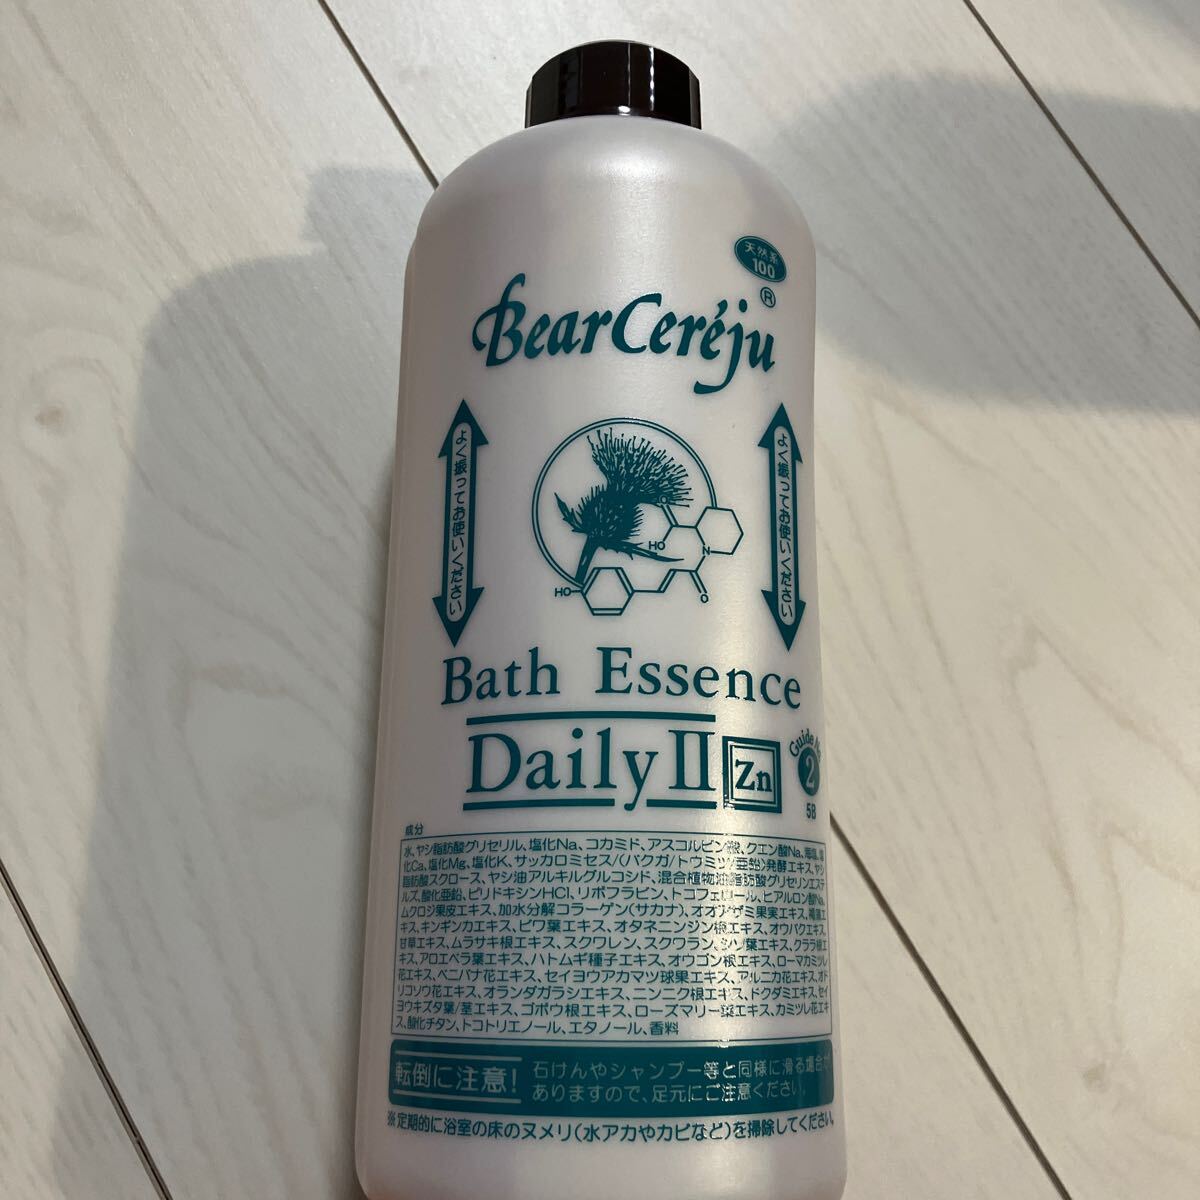 天然系
100
®
BearCeréju
よく振ってお使いください
よく振ってお使いください
HO
N
HO
O
Bath Essence
Daily II Zn
Guide No.
2
5B
成分
水、ヤシ脂肪酸グリセリル、塩化Na、コカミド、アスコルビン酸、クエン酸Na、海塩、塩
化Ca、塩化Mg、塩化K、サッカロミセス/(バクガ/トウミツ/亜鉛)発酵エキス、ヤシ
脂肪酸スクロース、ヤシ油アルキルグルコシド、混合植物油脂肪酸グリセリンエステ
ルズ、酸化亜鉛、ピリドキシンHCl、リボフラビン、トコフェロール、ヒアルロン酸Na、
ムクロジ果皮エキス、加水分解コラーゲン(サカナ)、オオアザミ果実エキス、褐藻エ
キス、キンギンカエキス、ビワ葉エキス、オタネニンジン根エキス、オウバクエキス、
甘草エキス、ムラサキ根エキス、スクワレン、スクワラン、シソ葉エキス、クララ根エ
キス、アロエベラ葉エキス、ハトムギ種子エキス、オウゴン根エキス、ローマカミツレ
花エキス、ベニバナ花エキス、セイヨウアカマツ球果エキス、アルニカ花エキス、オド
リコソウ花エキス、オランダガラシエキス、ニンニク根エキス、ドクダミエキス、セイ
ヨウキズタ葉/茎エキス、ゴボウ根エキス、ローズマリー葉エキス、カミツレ花エキ
ス、酸化チタン、トコトリエノール、エタノール、香料
転倒に注意! 石けんやシャンプー等と同様に滑る場合が
ありますので、足元にご注意ください。
※定期的に浴室の床のヌメリ(水アカやカビなど)を掃除してください。